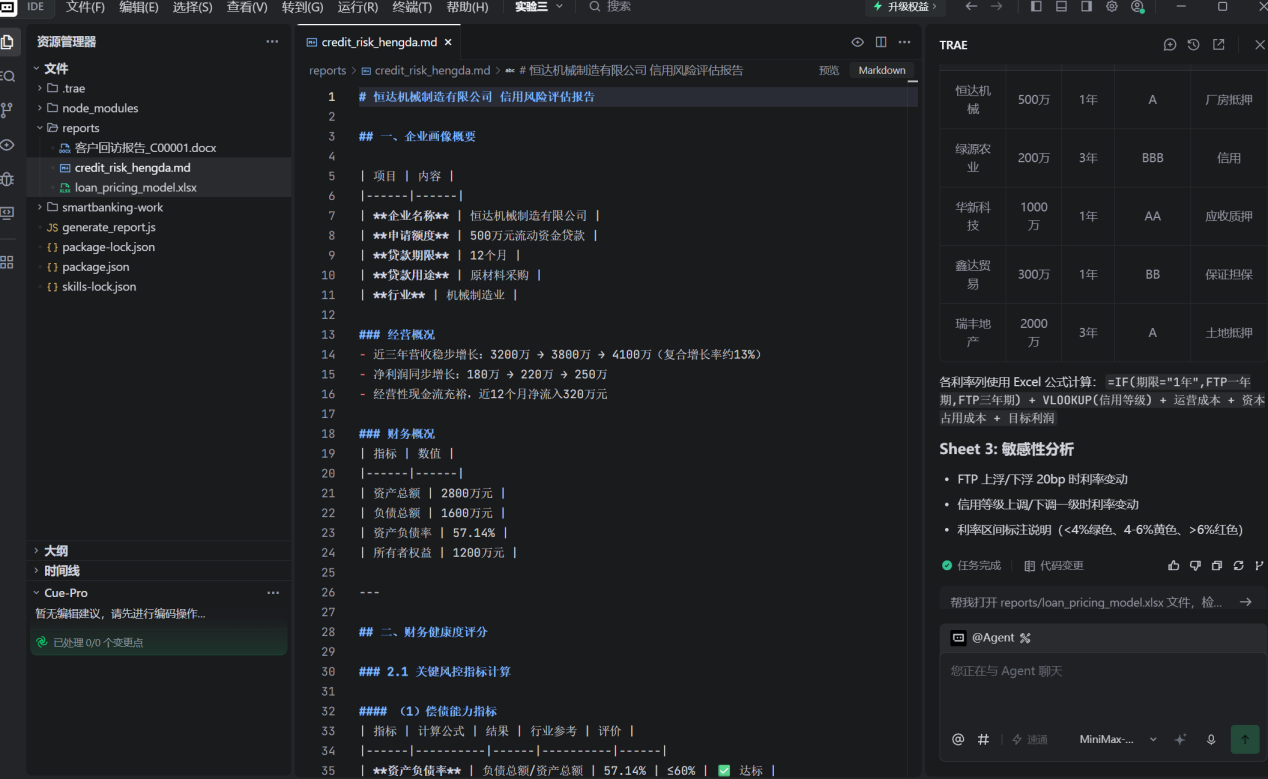 IDE 文件(F) 编辑(E) 选择(S) 查看(V) 转到(G) 运行(R) 终端(T) 帮助(H) 实验三 搜索 升级权益
资源管理器
文件
.trae
node_modules
reports
客户回访报告_C00001.docx
credit_risk_hengda.md
loan_pricing_model.xlsx
smartbanking-work
JS generate_report.js
{ } package-lock.json
{ } package.json
{ } skills-lock.json
大纲
时间线
Cue-Pro
暂无编辑建议，请先进行编码操作...
已处理 0/0 个变更点
credit_risk_hengda.md
reports > credit_risk_hengda.md > # 恒达机械制造有限公司 信用风险评估报告 预览 Markdown
1 # 恒达机械制造有限公司 信用风险评估报告
2
3 ## 一、企业画像概要
4
5 | 项目 | 内容 |
6 |------|------|
7 | **企业名称** | 恒达机械制造有限公司 |
8 | **申请额度** | 500万元流动资金贷款 |
9 | **贷款期限** | 12个月 |
10 | **贷款用途** | 原材料采购 |
11 | **行业** | 机械制造业 |
12
13 ### 经营概况
14 - 近三年营收稳步增长：3200万 → 3800万 → 4100万（复合增长率约13%）
15 - 净利润同步增长：180万 → 220万 → 250万
16 - 经营性现金流充裕，近12个月净流入320万元
17
18 ### 财务概况
19 | 指标 | 数值 |
20 |------|------|
21 | 资产总额 | 2800万元 |
22 | 负债总额 | 1600万元 |
23 | 资产负债率 | 57.14% |
24 | 所有者权益 | 1200万元 |
25
26 ---
27
28 ## 二、财务健康度评分
29
30 ### 2.1 关键风控指标计算
31
32 #### （1）偿债能力指标
33 | 指标 | 计算公式 | 结果 | 行业参考 | 评价 |
34 |------|----------|------|----------|------|
35 | **资产负债率** | 负债总额/资产总额 | 57.14% | ≤60% | ✅ 达标 |
TRAE
恒达机械 500万 1年 A 厂房抵押
绿源农业 200万 3年 BBB 信用
华新科技 1000万 1年 AA 应收质押
鑫达贸易 300万 1年 BB 保证担保
瑞丰地产 2000万 3年 A 土地抵押
各利率列使用 Excel 公式计算： =IF(期限="1年",FTP一年
期,FTP三年期) + VLOOKUP(信用等级) + 运营成本 + 资本
占用成本 + 目标利润
Sheet 3: 敏感性分析
• FTP 上浮/下浮 20bp 时利率变动
• 信用等级上调/下调一级时利率变动
• 利率区间标注说明（<4%绿色、4-6%黄色、>6%红色）
任务完成 代码变更
帮我打开 reports/loan_pricing_model.xlsx 文件，检...
@Agent
您正在与 Agent 聊天
@ # 速通 MiniMax-...